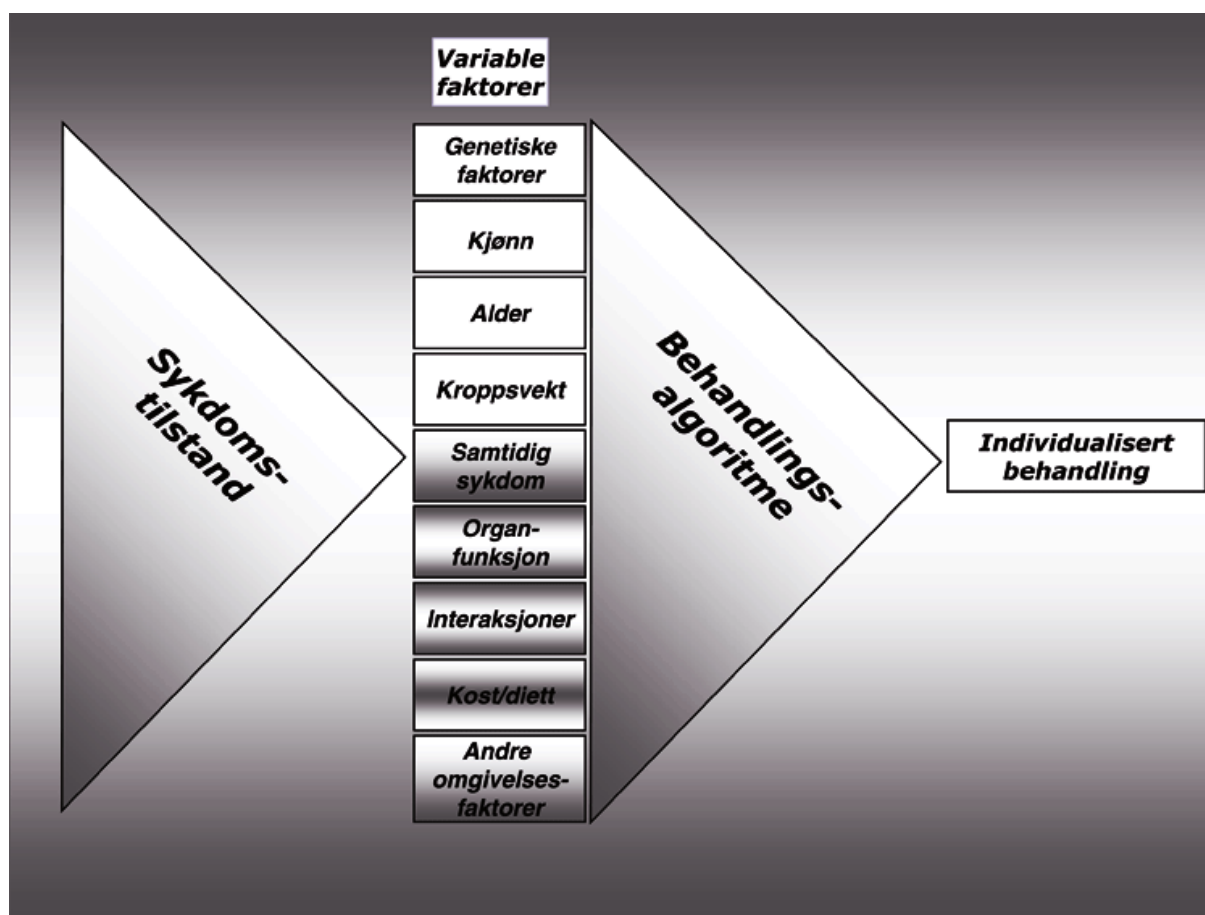 Variable
faktorer
Sykdoms-
tilstand
Genetiske
faktorer
Kjønn
Alder
Kroppsvekt
Samtidig
sykdom
Organ-
funksjon
Interaksjoner
Kost/diett
Andre
omgivelses-
faktorer
Behandlings-
algoritme
Individualisert
behandling